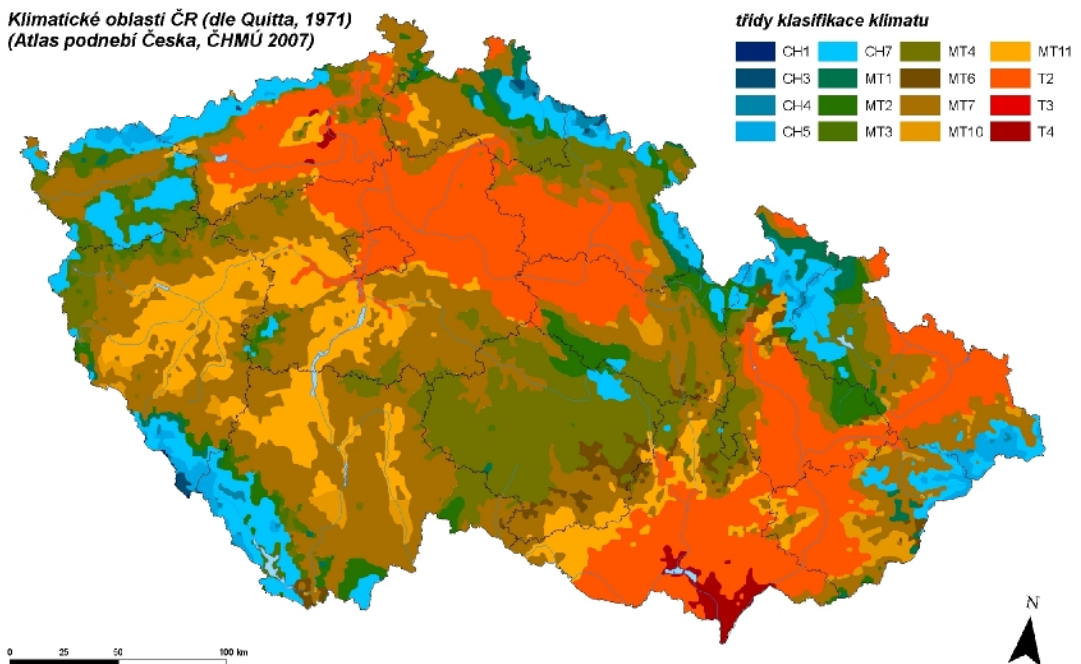 Klimatické oblasti ČR (dle Quitta, 1971)
(Atlas podnebí Česka, ČHMÚ 2007)
třídy klasifikace klimatu
CH1 CH7 MT4 MT11
CH3 MT1 MT6 T2
CH4 MT2 MT7 T3
CH5 MT3 MT10 T4
N
0 25 50 100 km